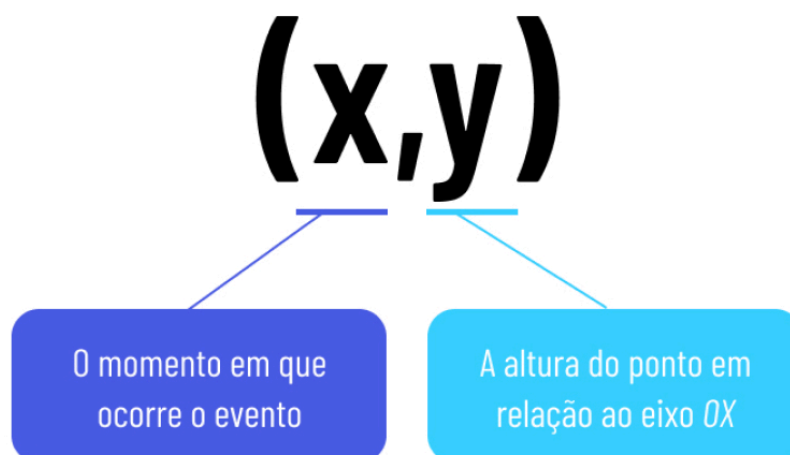 (x,y)
O momento em que
ocorre o evento
A altura do ponto em
relação ao eixo OX